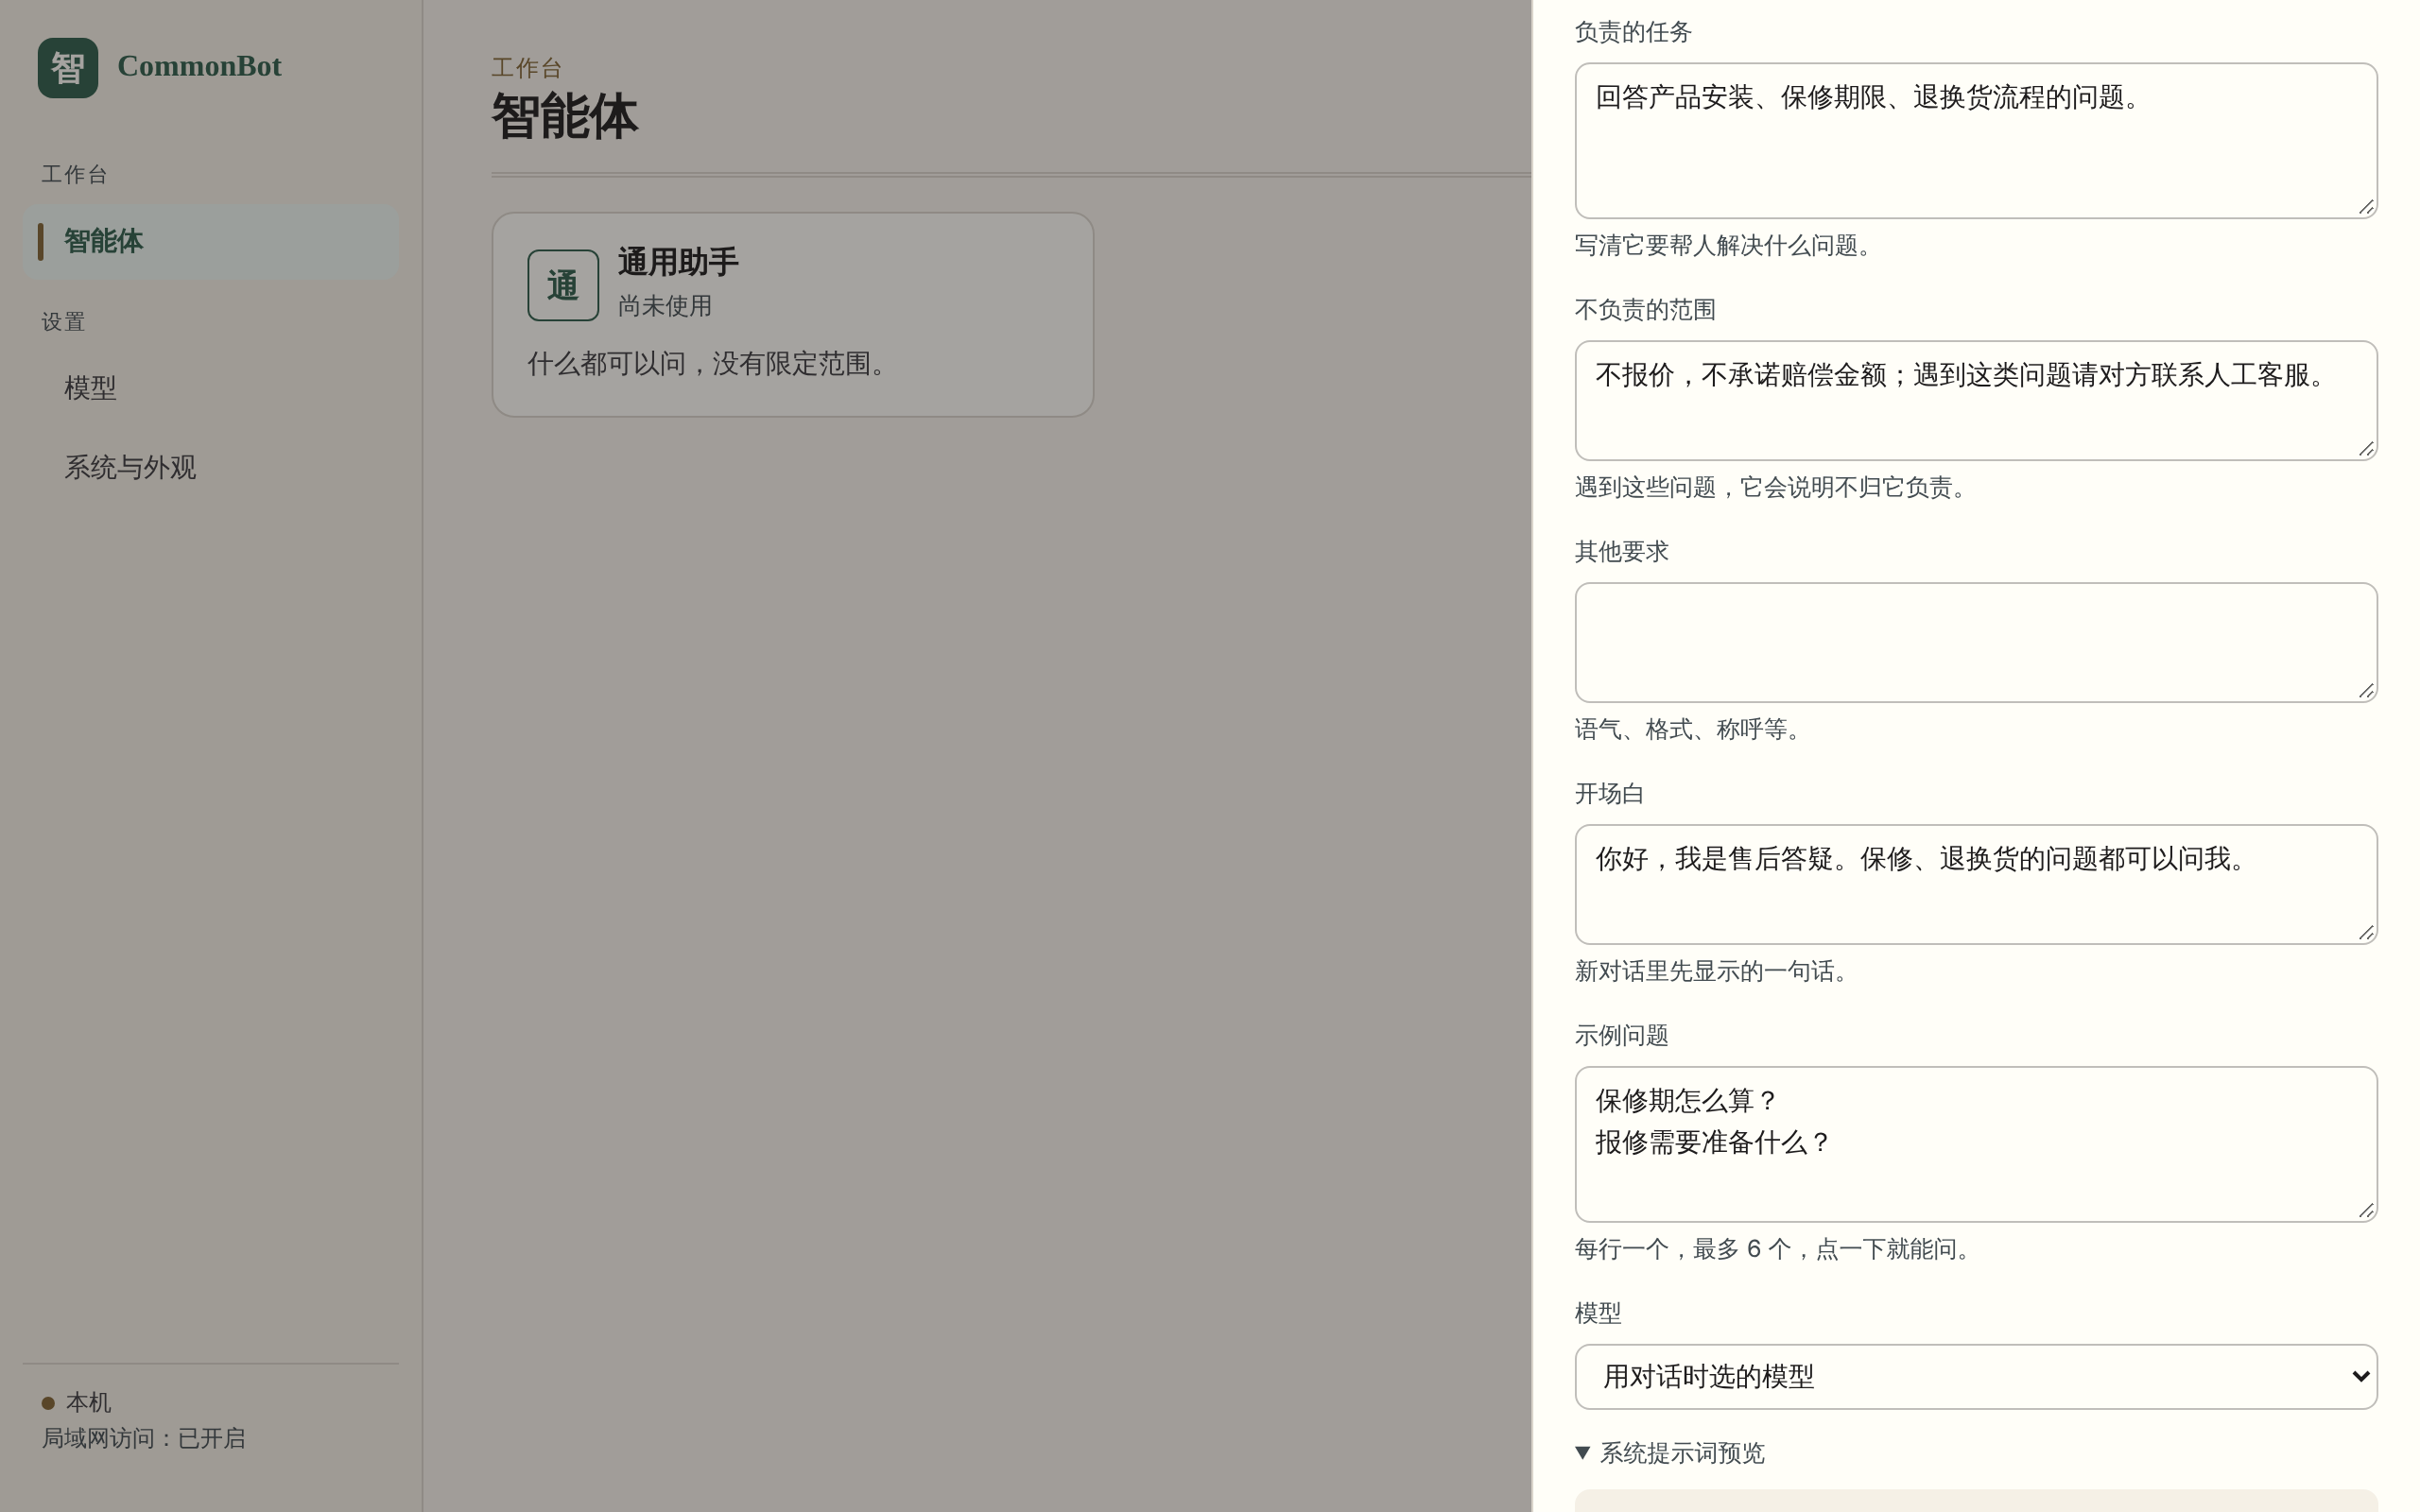 智
CommonBot
工作台
智能体
设置
模型
系统与外观
本机
局域网访问：已开启
工作台
智能体
通
通用助手
尚未使用
什么都可以问，没有限定范围。
负责的任务
回答产品安装、保修期限、退换货流程的问题。
写清它要帮人解决什么问题。
不负责的范围
不报价，不承诺赔偿金额；遇到这类问题请对方联系人工客服。
遇到这些问题，它会说明不归它负责。
其他要求
语气、格式、称呼等。
开场白
你好，我是售后答疑。保修、退换货的问题都可以问我。
新对话里先显示的一句话。
示例问题
保修期怎么算？
报修需要准备什么？
每行一个，最多 6 个，点一下就能问。
模型
用对话时选的模型
系统提示词预览